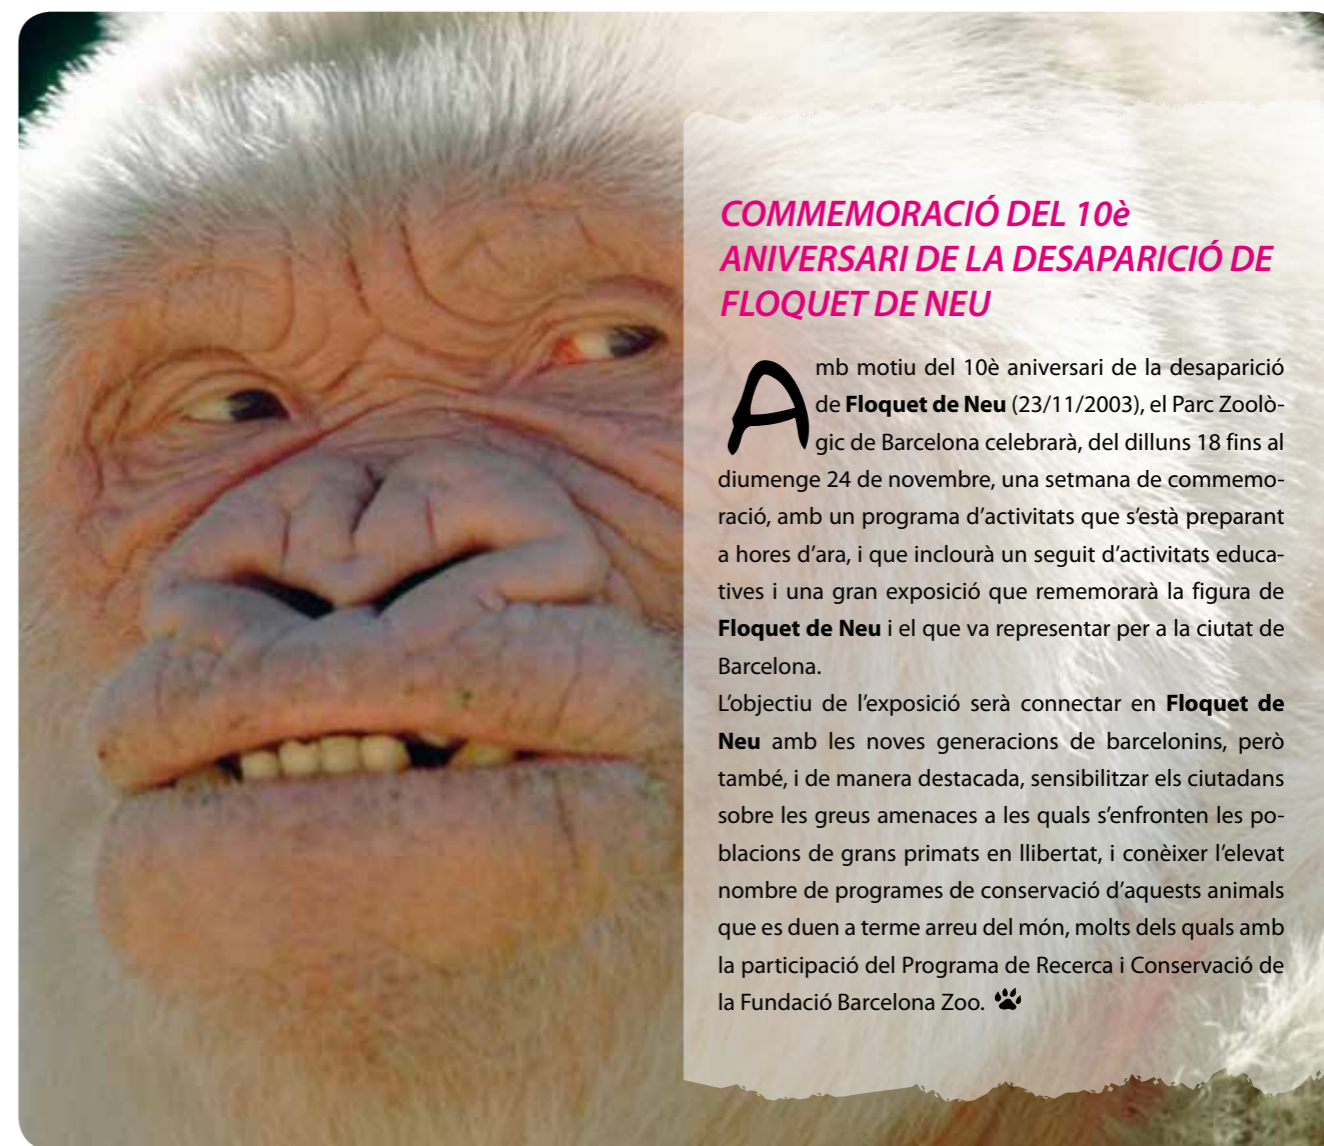 COMMEMORACIÓ DEL 10è
ANIVERSARI DE LA DESAPARICIÓ DE
FLOQUET DE NEU
Amb motiu del 10è aniversari de la desaparició
de Floquet de Neu (23/11/2003), el Parc Zoolò-
gic de Barcelona celebrarà, del dilluns 18 fins al
diumenge 24 de novembre, una setmana de commemo-
ració, amb un programa d’activitats que s’està preparant
a hores d’ara, i que inclourà un seguit d’activitats educa-
tives i una gran exposició que rememorarà la figura de
Floquet de Neu i el que va representar per a la ciutat de
Barcelona.
L’objectiu de l’exposició serà connectar en Floquet de
Neu amb les noves generacions de barcelonins, però
també, i de manera destacada, sensibilitzar els ciutadans
sobre les greus amenaces a les quals s’enfronten les po-
blacions de grans primats en llibertat, i conèixer l’elevat
nombre de programes de conservació d’aquests animals
que es duen a terme arreu del món, molts dels quals amb
la participació del Programa de Recerca i Conservació de
la Fundació Barcelona Zoo.